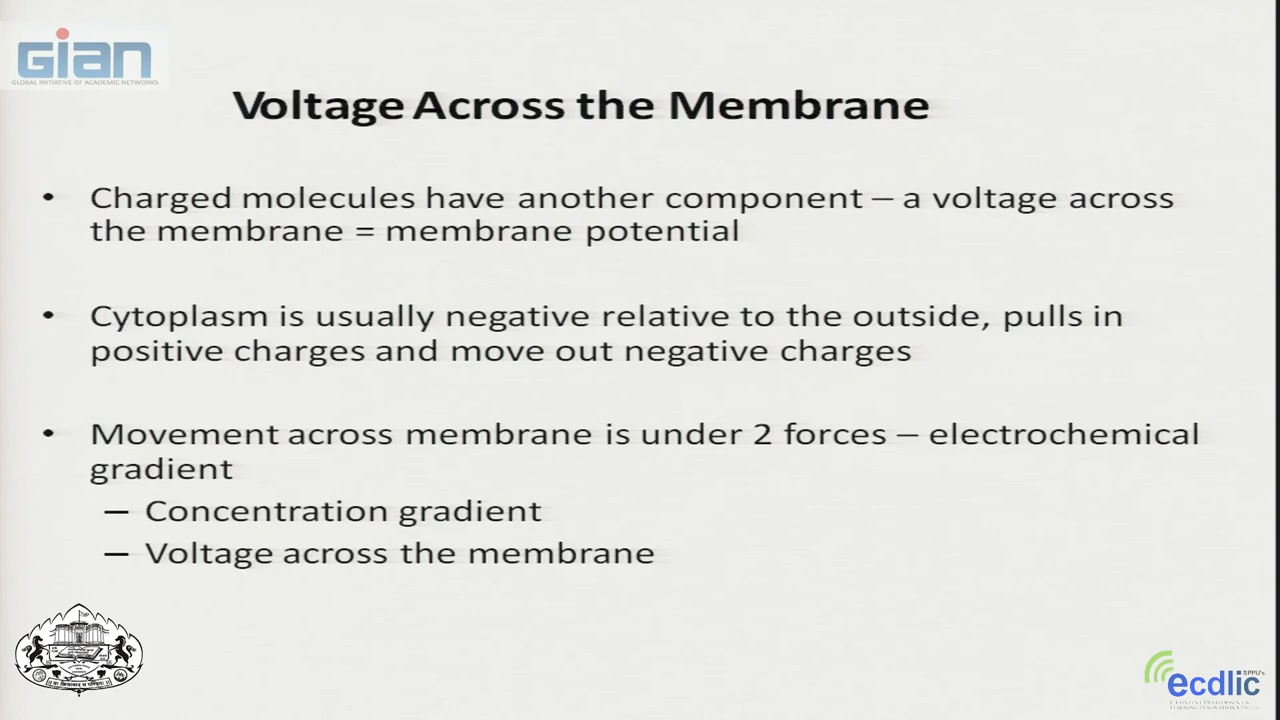 GIAN
GLOBAL INITIATIVE OF ACADEMIC NETWORKS
Voltage Across the Membrane
• Charged molecules have another component – a voltage across
the membrane = membrane potential
• Cytoplasm is usually negative relative to the outside, pulls in
positive charges and move out negative charges
• Movement across membrane is under 2 forces – electrochemical
gradient
– Concentration gradient
– Voltage across the membrane
SPPU's
ecdlic